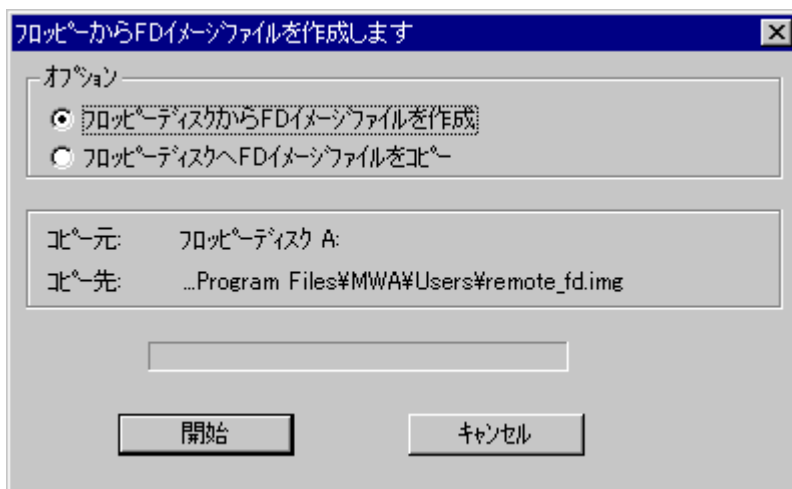 フロッピーからFDイメージファイルを作成します
オプション
フロッピーディスクからFDイメージファイルを作成
フロッピーディスクへFDイメージファイルをコピー
コピー元: フロッピーディスク A:
コピー先: ...Program Files¥MWA¥Users¥remote_fd.img
開始 キャンセル